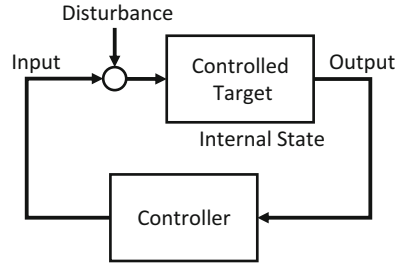 Disturbance
Input
Controlled
Target
Output
Internal State
Controller